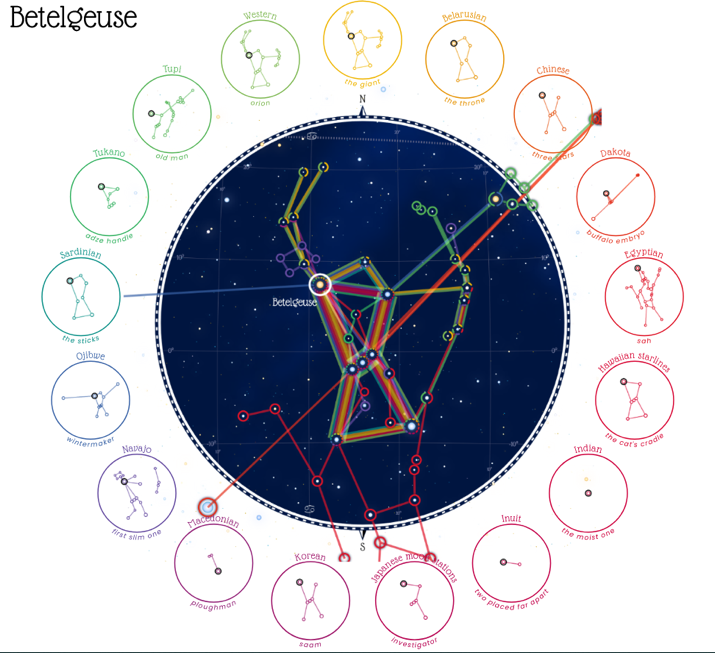 Betelgeuse
Western
orion
the giant
Belarusian
the throne
Tupi
old man
Chinese
three stars
N
Tukano
adze handle
Dakota
buffalo embryo
Sardinian
the sticks
Betelgeuse
Egyptian
sah
Ojibwe
wintermaker
Hawaiian starlines
the cat's cradle
Navajo
first slim one
Indian
the moist one
S
Macedonian
ploughman
Korean
saam
Japanese moon stations
investigator
Inuit
two placed far apart